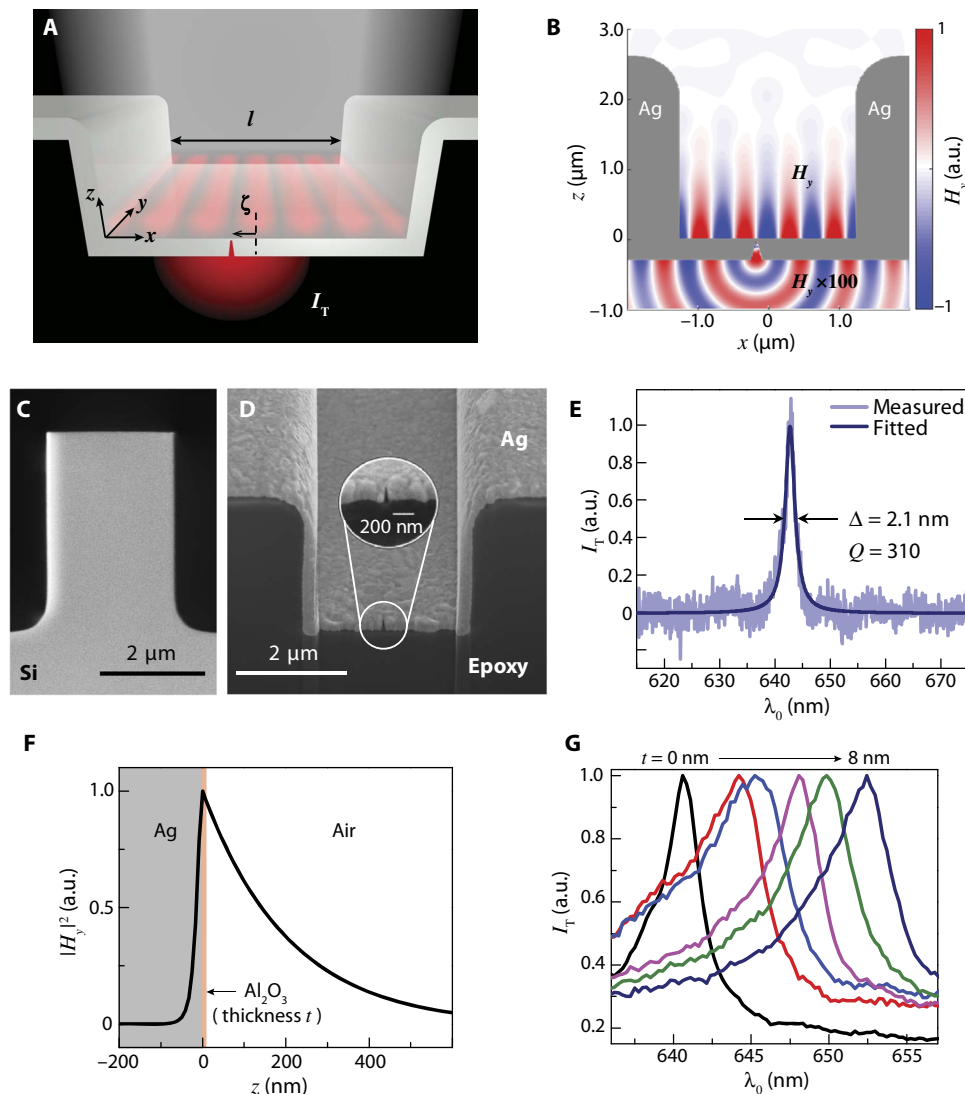 A
l
ζ
z
y
x
I_T
B
3.0
2.0
1.0
0
−1.0
z (μm)
Ag
Ag
H_y
H_y ×100
−1.0
0
1.0
x (μm)
1
−1
H_y (a.u.)
C
Si
2 μm
D
Ag
200 nm
2 μm
Epoxy
E
Measured
Fitted
Δ = 2.1 nm
Q = 310
1.0
0.8
0.6
0.4
0.2
0
I_T (a.u.)
620 630 640 650 660 670
λ_0 (nm)
F
1.0
0.5
0
|H_y|^2 (a.u.)
Ag
Air
Al_2O_3
( thickness t )
−200 0 200 400
z (nm)
G
t = 0 nm
8 nm
1.0
0.8
0.6
0.4
0.2
I_T (a.u.)
640 645 650 655
λ_0 (nm)